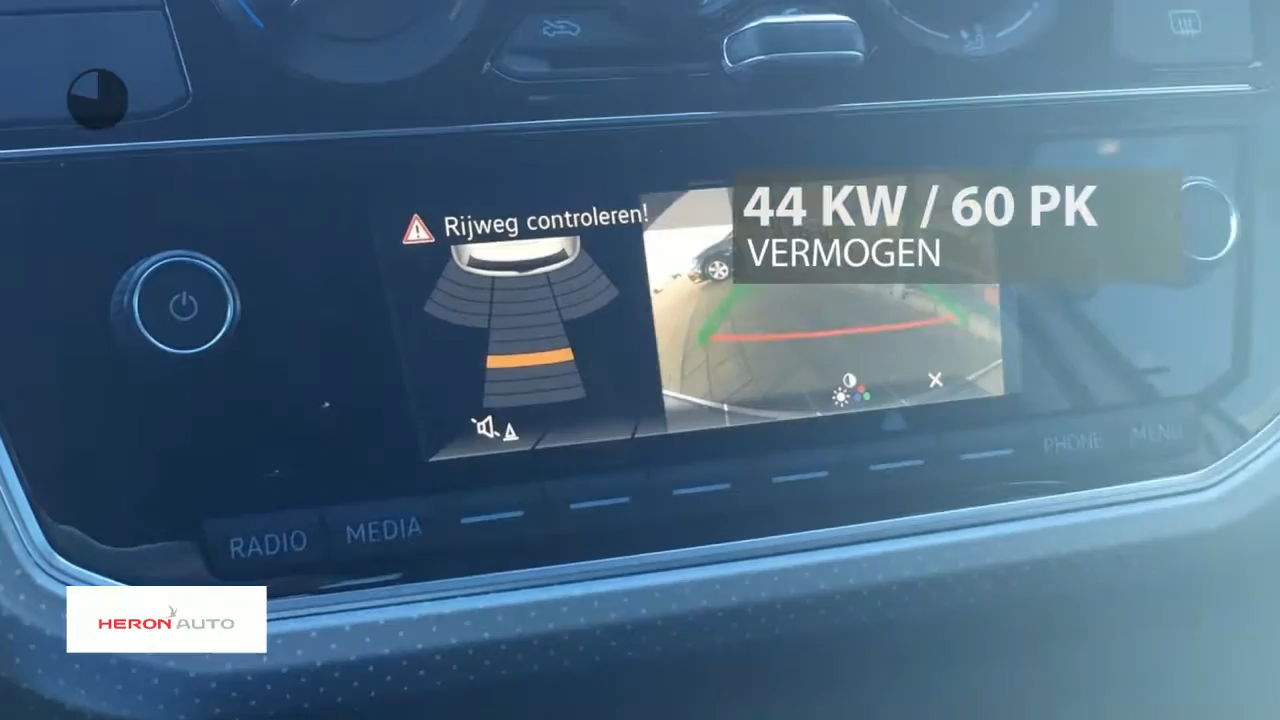 44 KW / 60 PK
VERMOGEN
Rijweg controleren!
PHONE
MENU
RADIO
MEDIA
HERON AUTO